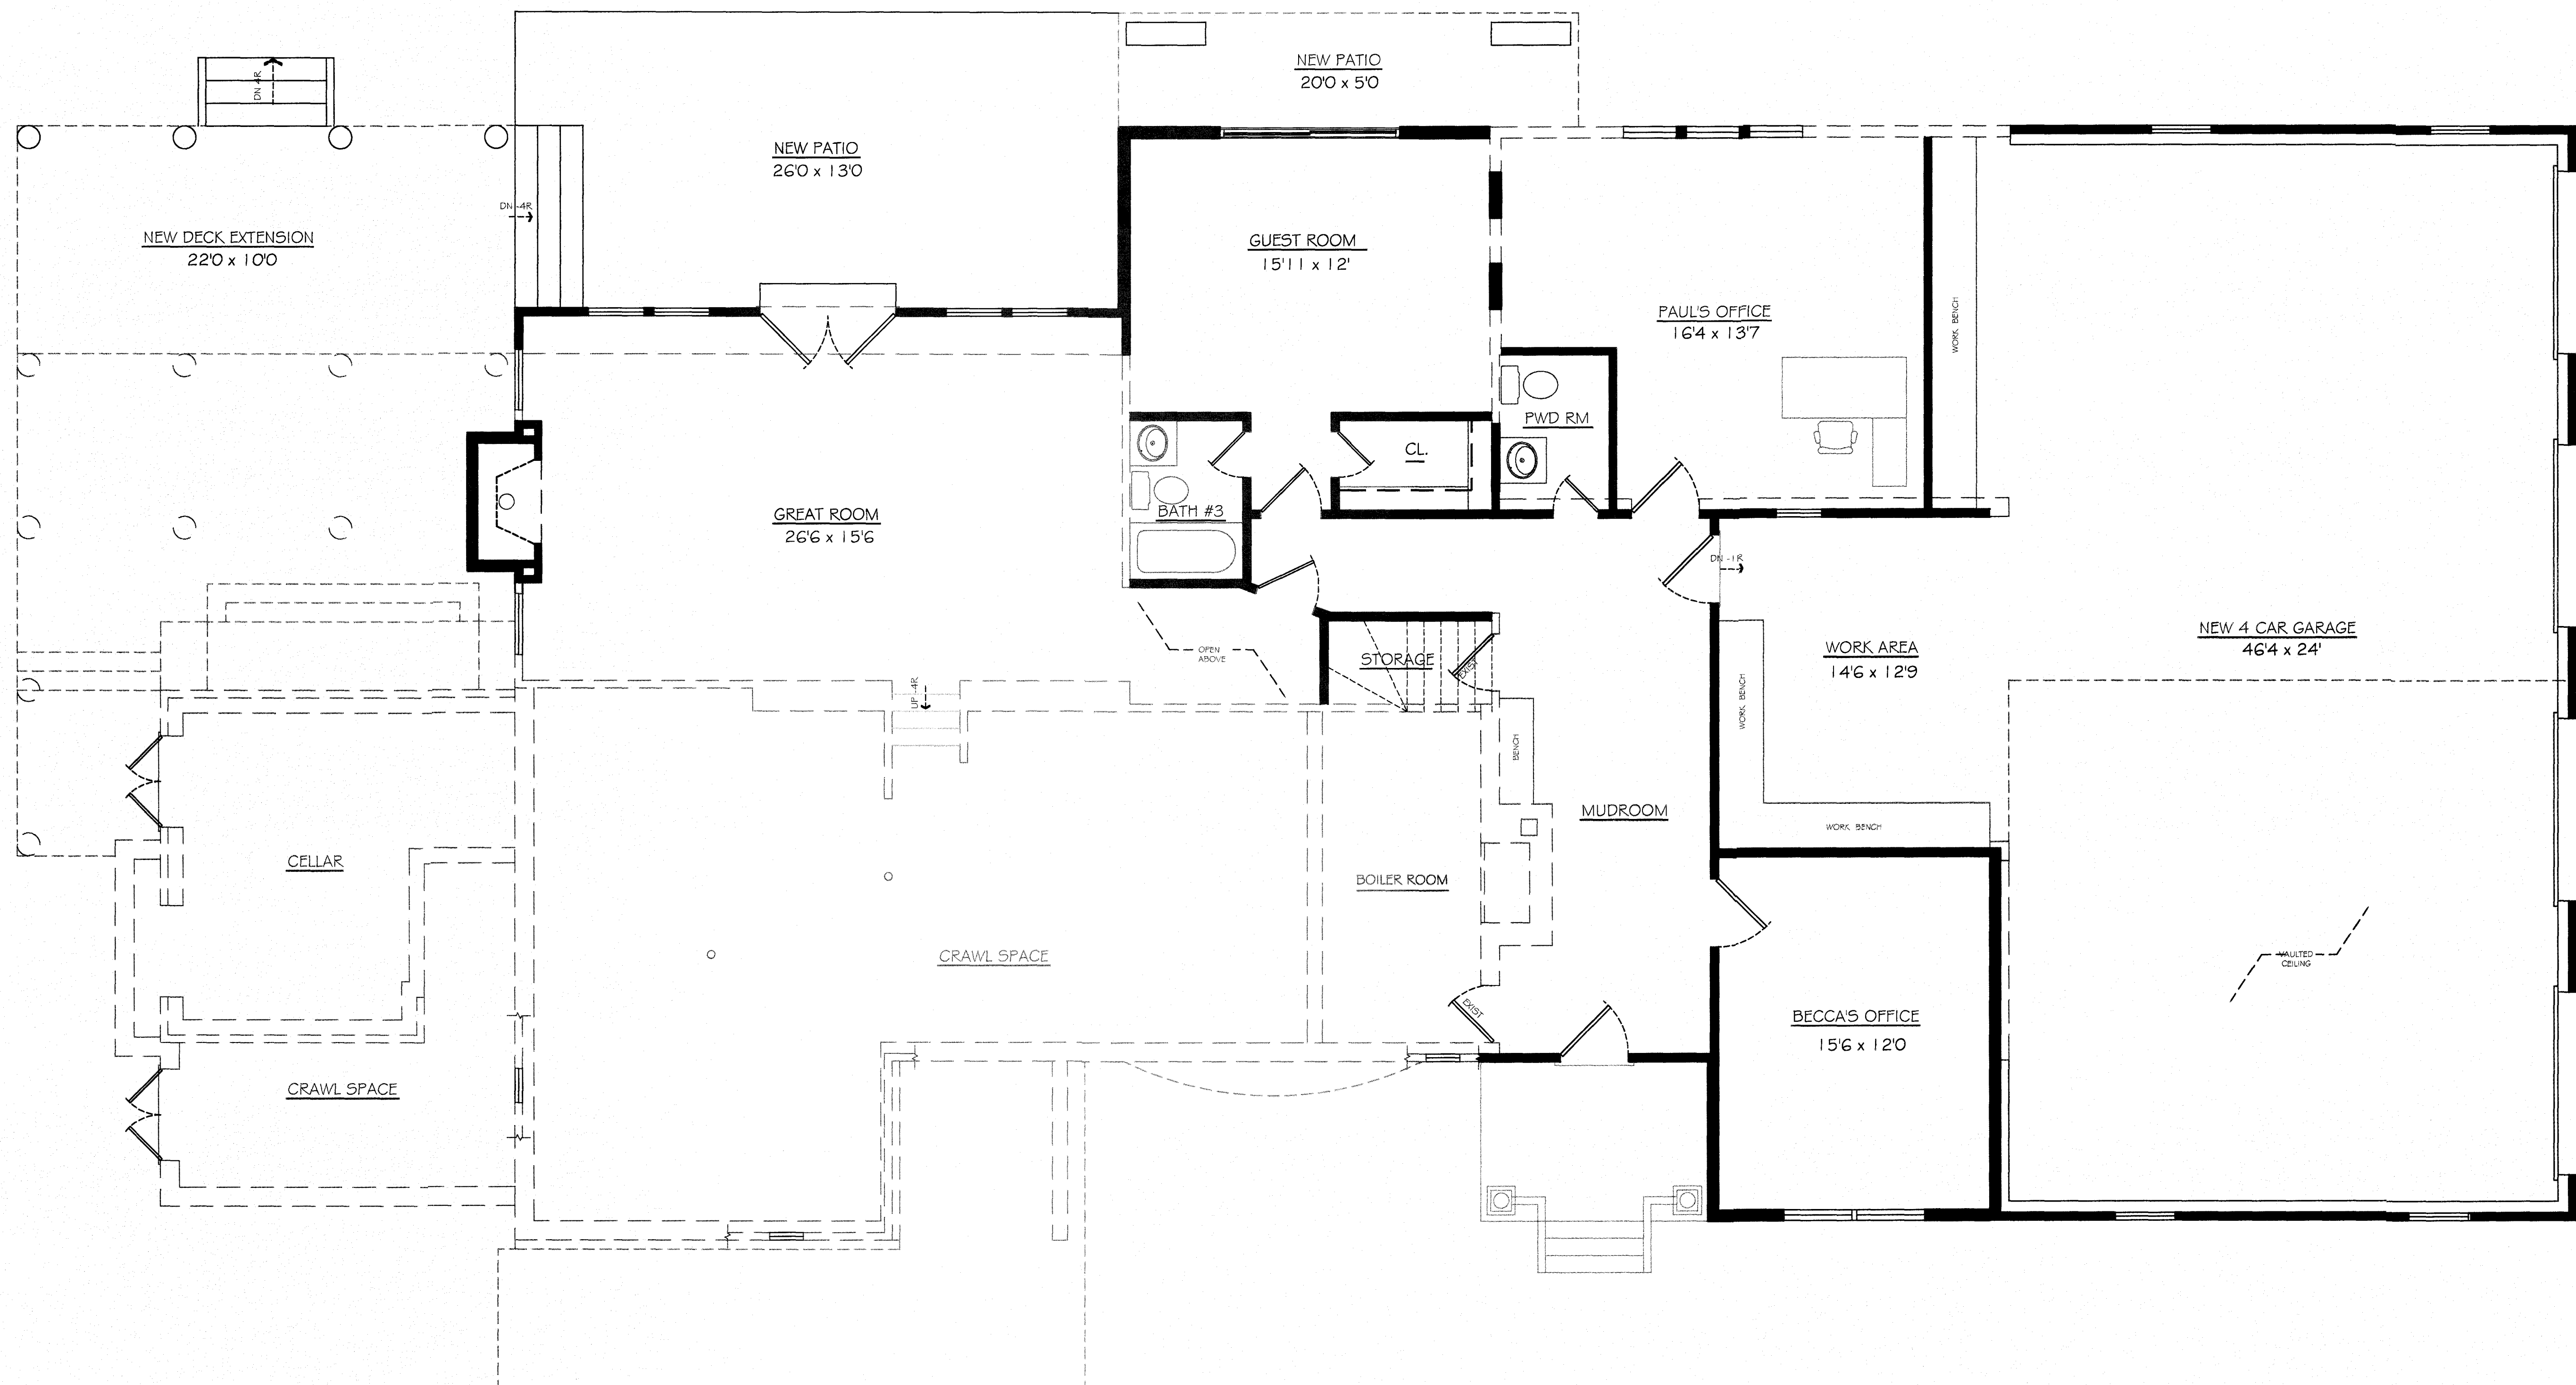 NEW PATIO
20'0 x 5'0
DN -4R
NEW PATIO
26'0 x 13'0
DN -4R
NEW DECK EXTENSION
22'0 x 10'0
GUEST ROOM
15'11 x 12'
PAUL'S OFFICE
16'4 x 13'7
WORK BENCH
PWD RM
CL.
BATH #3
GREAT ROOM
26'6 x 15'6
DN -1R
NEW 4 CAR GARAGE
46'4 x 24'
WORK AREA
14'6 x 12'9
OPEN
ABOVE
STORAGE
EXIST
UP -4R
WORK BENCH
BENCH
MUDROOM
WORK BENCH
CELLAR
BOILER ROOM
CRAWL SPACE
VAULTED
CEILING
EXIST
BECCA'S OFFICE
15'6 x 12'0
CRAWL SPACE